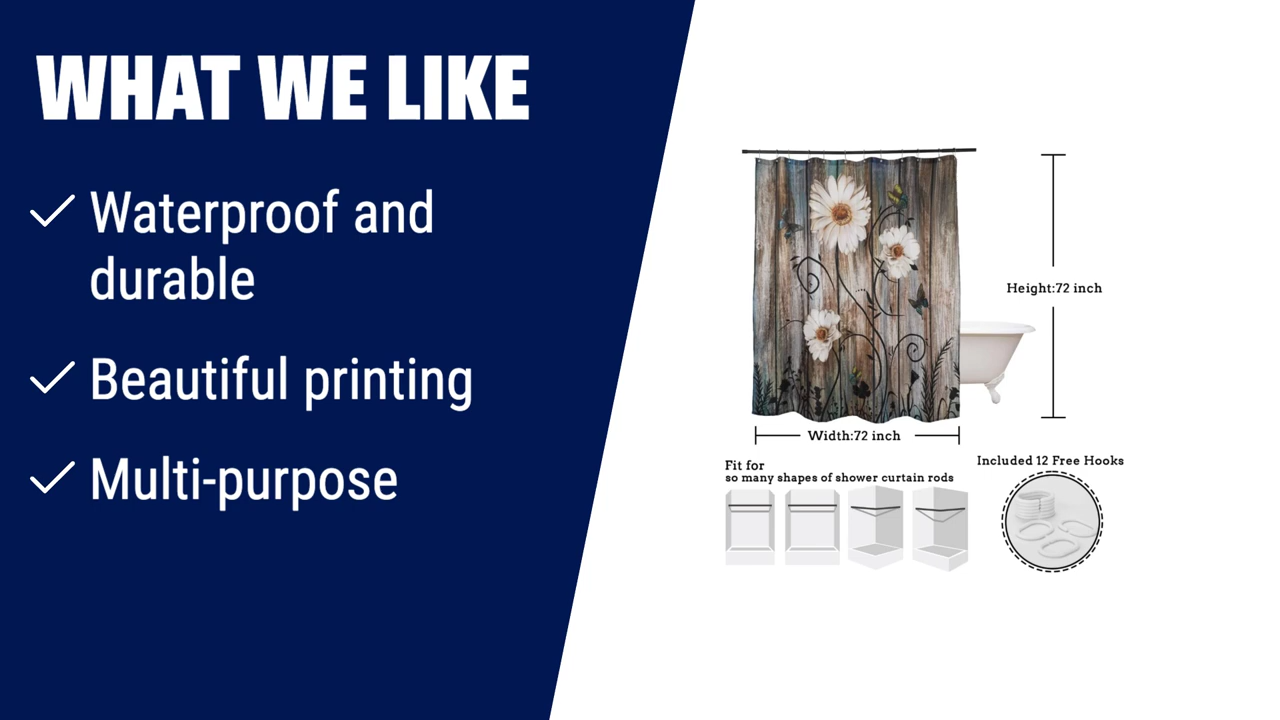 WHAT WE LIKE
Waterproof and
durable
Beautiful printing
Multi-purpose
Height:72 inch
Width:72 inch
Fit for
so many shapes of shower curtain rods
Included 12 Free Hooks